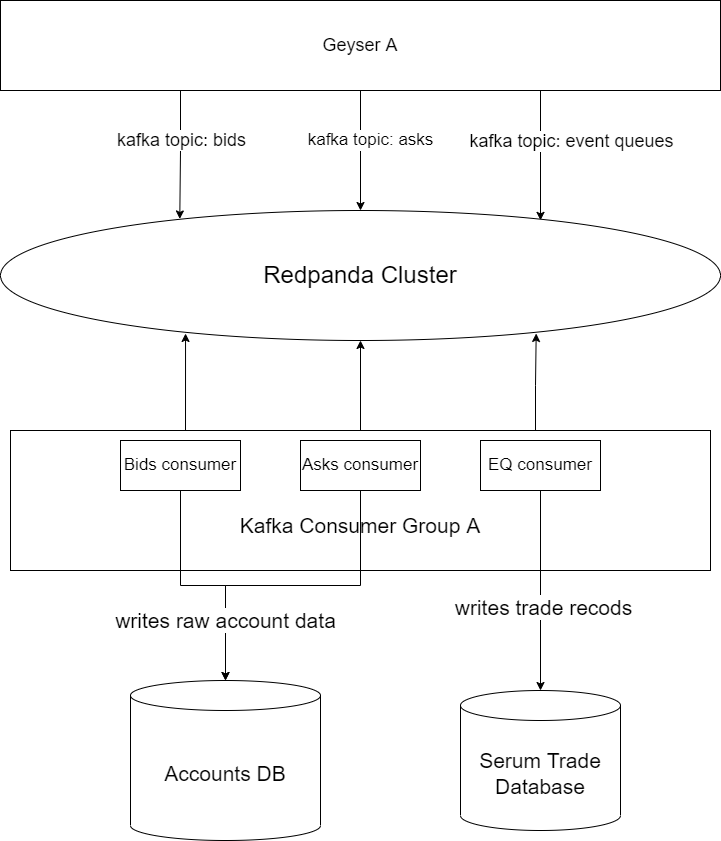 Geyser A
kafka topic: bids
kafka topic: asks
kafka topic: event queues
Redpanda Cluster
Bids consumer
Asks consumer
EQ consumer
Kafka Consumer Group A
writes raw account data
writes trade recods
Accounts DB
Serum Trade
Database